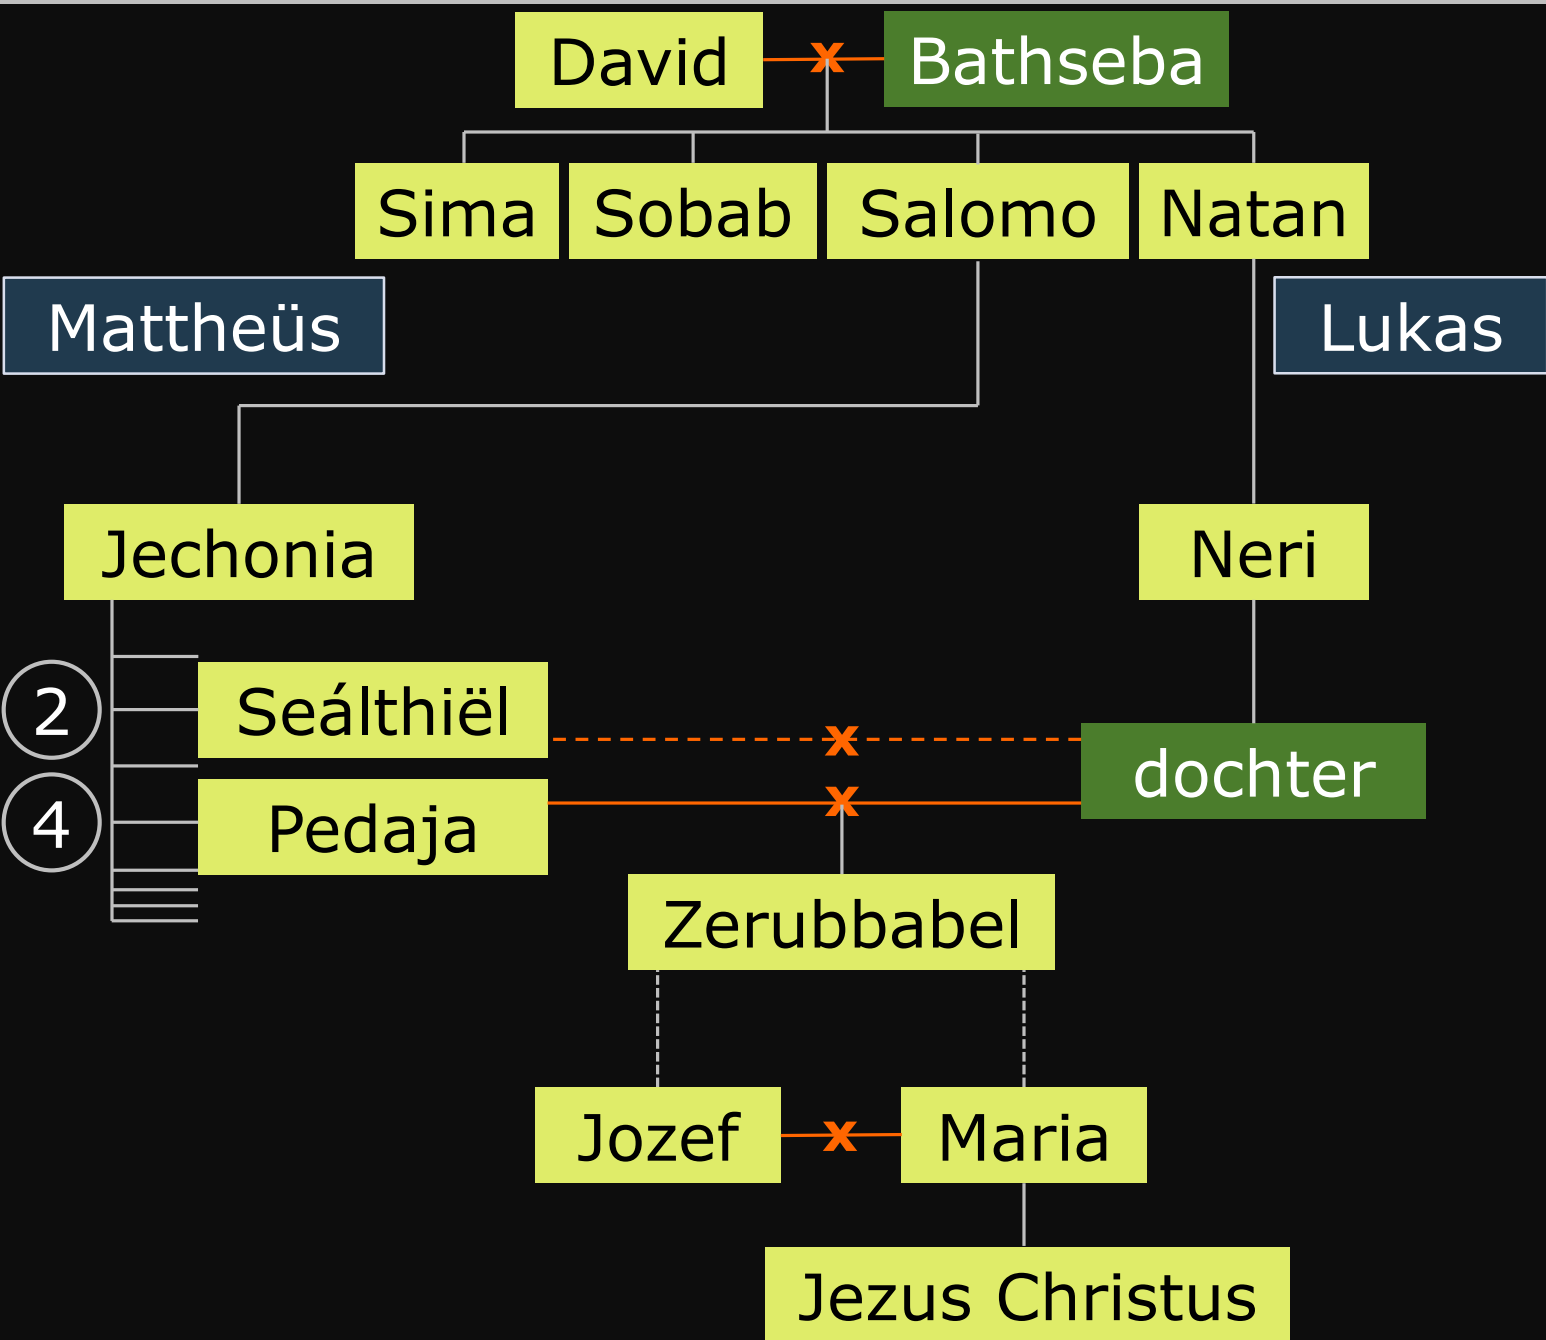 David x Bathseba
Sima Sobab Salomo Natan
Mattheüs Lukas
Jechonia Neri
2 Seálthiël x dochter
4 Pedaja x
Zerubbabel
Jozef x Maria
Jezus Christus